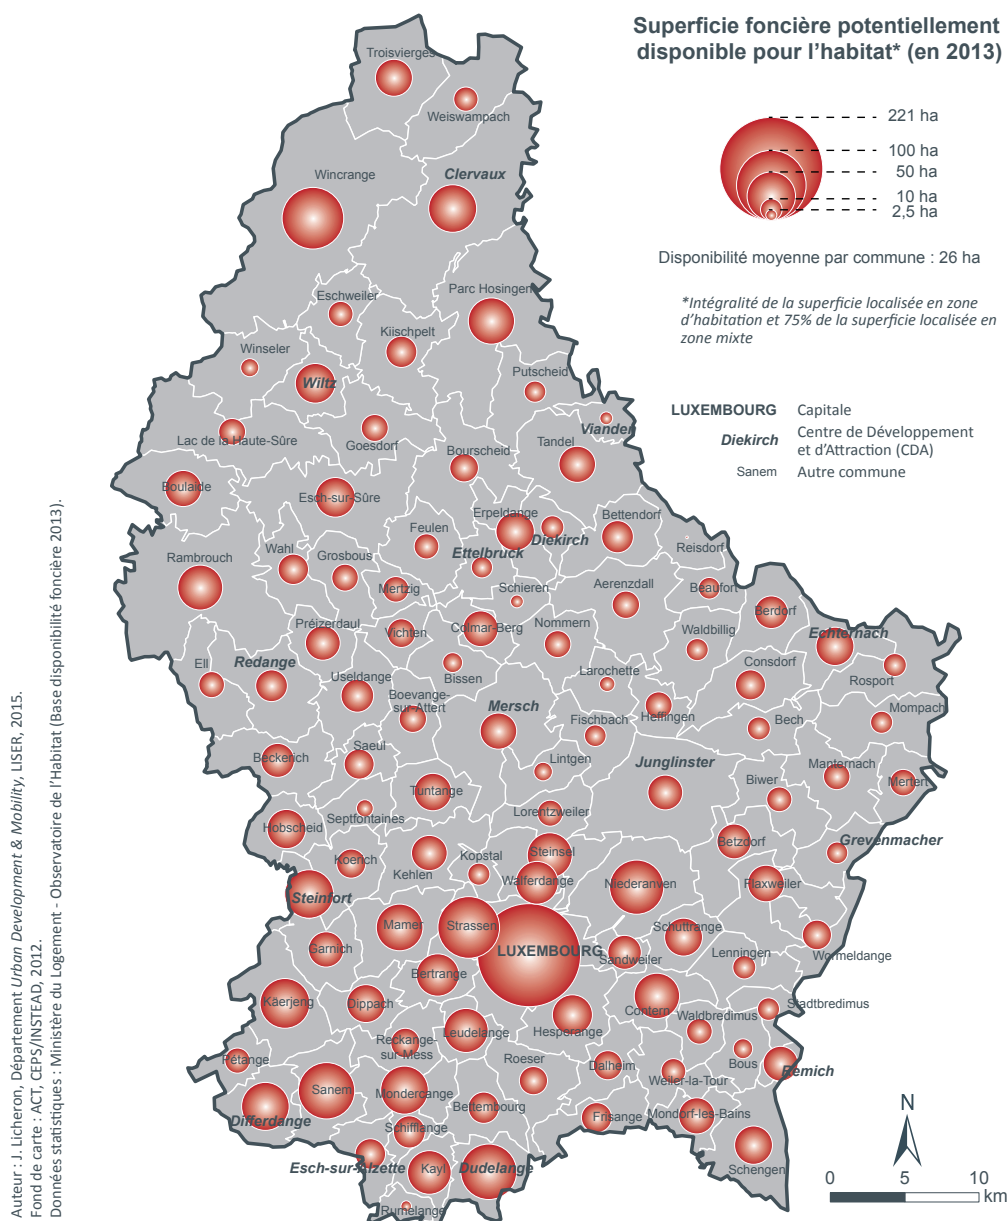 Superficie foncière potentiellement
disponible pour l'habitat* (en 2013)
221 ha
100 ha
50 ha
10 ha
2,5 ha
Disponibilité moyenne par commune : 26 ha
*Intégralité de la superficie localisée en zone
d'habitation et 75% de la superficie localisée en
zone mixte
LUXEMBOURG Capitale
Diekirch Centre de Développement
et d'Attraction (CDA)
Sanem Autre commune
Troisvierges
Weiswampach
Wincrange
Clervaux
Eschweiler
Parc Hosingen
Kiischpelt
Winseler
Wiltz
Putscheid
Vianden
Lac de la Haute-Sûre
Goesdorf
Bourscheid
Tandel
Boulaide
Esch-sur-Sûre
Erpeldange
Feulen
Diekirch
Bettendorf
Ettelbruck
Reisdorf
Rambrouch
Wahl
Grosbous
Mertzig
Schieren
Aerenzdall
Beaufort
Berdorf
Préizerdaul
Vichten
Colmar-Berg
Nommern
Waldbillig
Echternach
Ell
Redange
Useldange
Bissen
Larochette
Consdorf
Rosport
Boevange-
sur-Attert
Mersch
Fischbach
Heffingen
Bech
Mompach
Beckerich
Saeul
Lintgen
Junglinster
Biwer
Manternach
Mertert
Tuntange
Septfontaines
Lorentzweiler
Hobscheid
Betzdorf
Grevenmacher
Koerich
Kehlen
Kopstal
Steinsel
Walferdange
Niederanven
Flaxweiler
Steinfort
Mamer
Strassen
LUXEMBOURG
Schuttrange
Sandweiler
Lenningen
Wormeldange
Garnich
Bertrange
Käerjeng
Dippach
Leudelange
Hesperange
Contern
Waldbredimus
Stadtbredimus
Reckange-
sur-Mess
Roeser
Dalheim
Weiler-la-Tour
Bous
Remich
Pétange
Differdange
Sanem
Mondercange
Bettembourg
Frisange
Mondorf-les-Bains
Schifflange
Esch-sur-Alzette
Kayl
Dudelange
Schengen
Rumelange
N
0 5 10
km
Auteur : J. Licheron, Département Urban Development & Mobility, LISER, 2015.
Fond de carte : ACT, CEPS/INSTEAD, 2012.
Données statistiques : Ministère du Logement - Observatoire de l'Habitat (Base disponibilité foncière 2013).